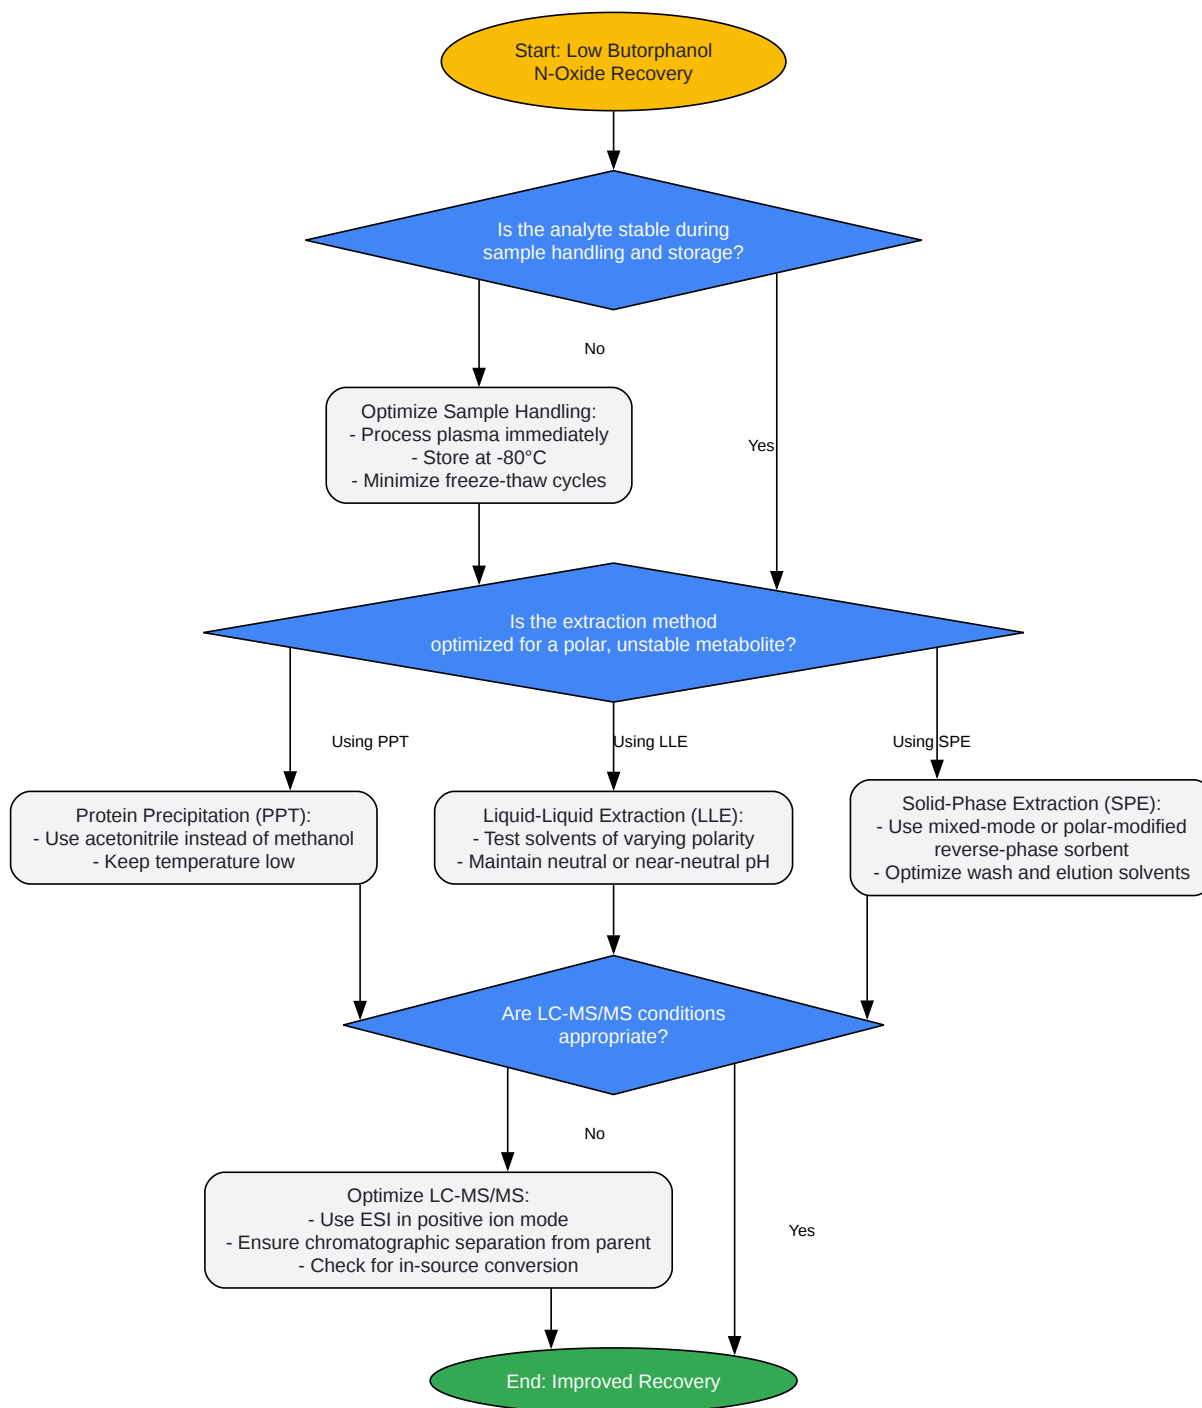 Start: Low Butorphanol
N-Oxide Recovery
Is the analyte stable during
sample handling and storage?
No
Optimize Sample Handling:
- Process plasma immediately
- Store at -80°C
- Minimize freeze-thaw cycles
Yes
Is the extraction method
optimized for a polar, unstable metabolite?
Using PPT
Using LLE
Using SPE
Protein Precipitation (PPT):
- Use acetonitrile instead of methanol
- Keep temperature low
Liquid-Liquid Extraction (LLE):
- Test solvents of varying polarity
- Maintain neutral or near-neutral pH
Solid-Phase Extraction (SPE):
- Use mixed-mode or polar-modified
reverse-phase sorbent
- Optimize wash and elution solvents
Are LC-MS/MS conditions
appropriate?
No
Optimize LC-MS/MS:
- Use ESI in positive ion mode
- Ensure chromatographic separation from parent
- Check for in-source conversion
Yes
End: Improved Recovery